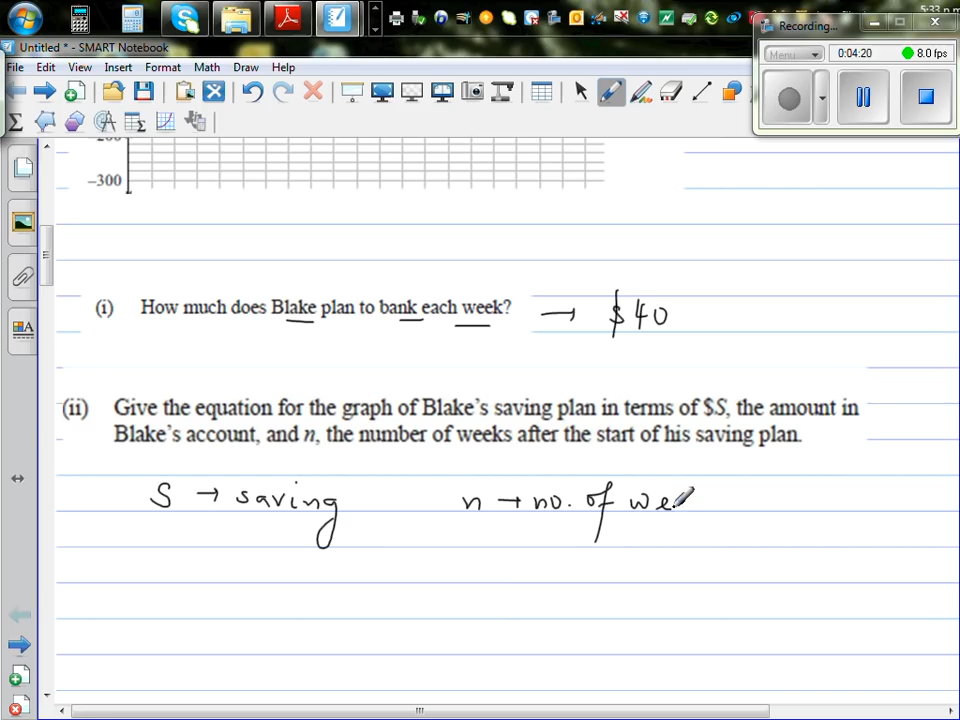 5:33 p.m.
Recording...
Untitled * - SMART Notebook
Menu
0:04:20
8.0 fps
File Edit View Insert Format Math Draw Help
–300
(i) How much does Blake plan to bank each week? → $40
(ii) Give the equation for the graph of Blake's saving plan in terms of $S, the amount in
Blake's account, and n, the number of weeks after the start of his saving plan.
S → saving n → no. of we